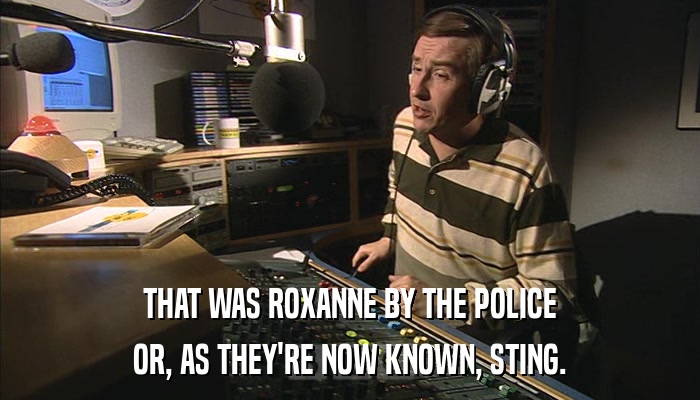 THAT WAS ROXANNE BY THE POLICE
OR, AS THEY'RE NOW KNOWN, STING.